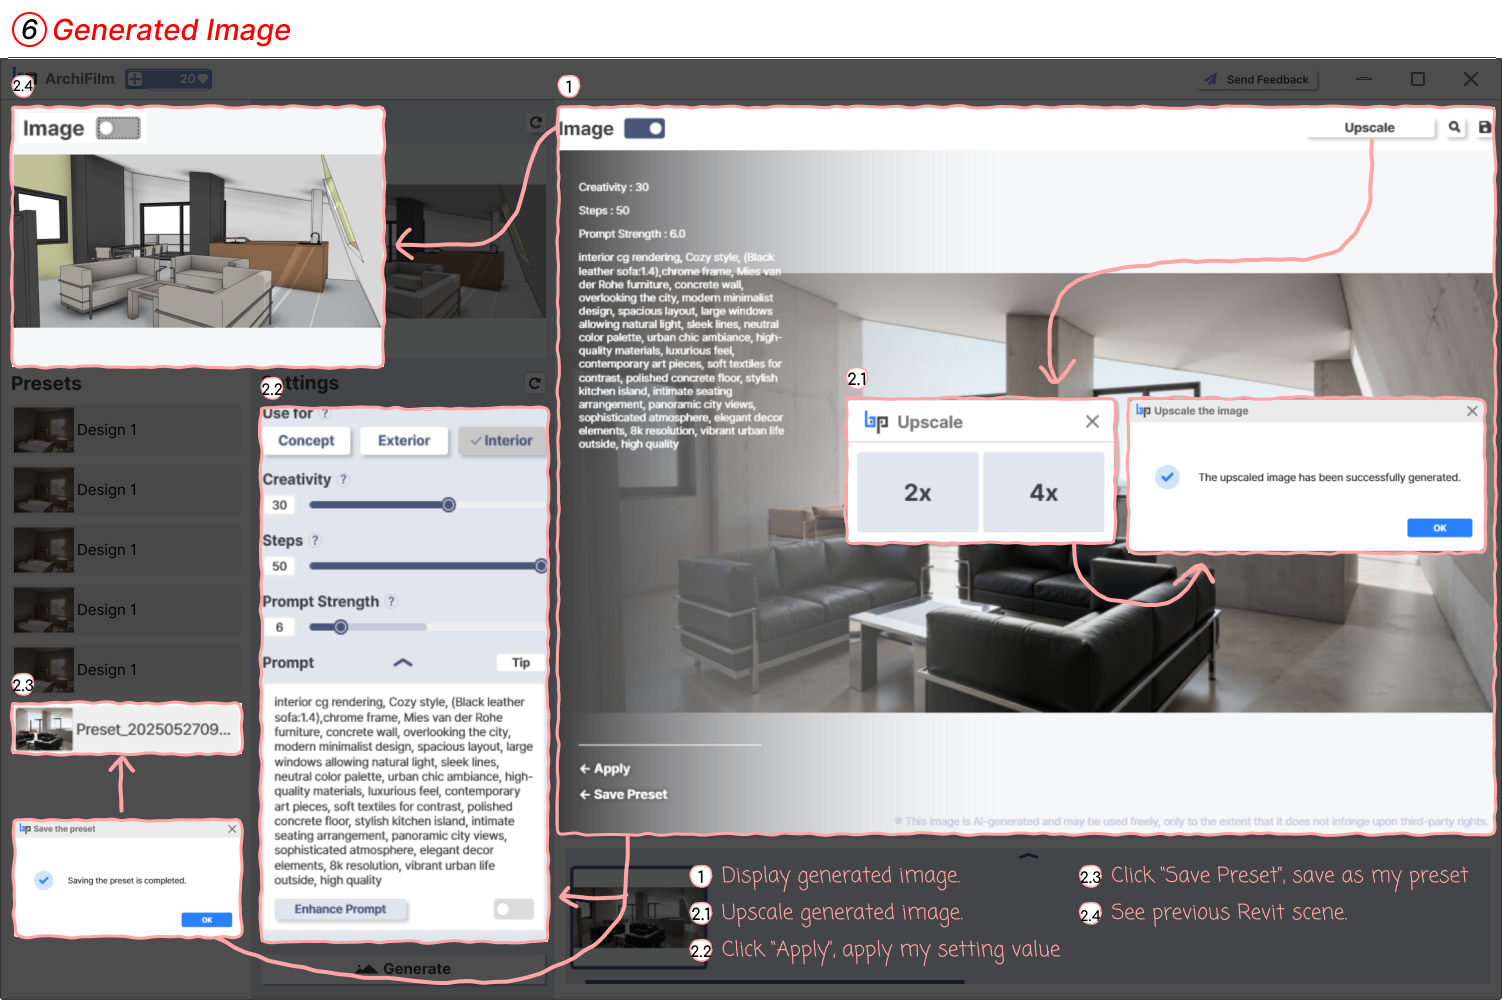 6 Generated Image
ArchiFilm
20
Send Feedback
2.4
Image
1
Image
Upscale
Creativity : 30
Steps : 50
Prompt Strength : 6.0
interior cg rendering, Cozy style, (Black
leather sofa:1.4),chrome frame, Mies van
der Rohe furniture, concrete wall,
overlooking the city, modern minimalist
design, spacious layout, large windows
allowing natural light, sleek lines, neutral
color palette, urban chic ambiance, high-
quality materials, luxurious feel,
contemporary art pieces, soft textiles for
contrast, polished concrete floor, stylish
kitchen island, intimate seating
arrangement, panoramic city views,
sophisticated atmosphere, elegant decor
elements, 8k resolution, vibrant urban life
outside, high quality
← Apply
← Save Preset
This image is AI-generated and may be used freely, only to the extent that it does not infringe upon third-party rights.
2.1
bp Upscale
2x
4x
bp Upscale the image
The upscaled image has been successfully generated.
OK
Presets
Design 1
Design 1
Design 1
Design 1
Design 1
2.3
Preset_2025052709...
bp Save the preset
Saving the preset is completed.
OK
2.2
ttings
Use for ?
Concept
Exterior
Interior
Creativity ?
30
Steps ?
50
Prompt Strength ?
6
Prompt
Tip
interior cg rendering, Cozy style, (Black leather
sofa:1.4),chrome frame, Mies van der Rohe
furniture, concrete wall, overlooking the city,
modern minimalist design, spacious layout, large
windows allowing natural light, sleek lines,
neutral color palette, urban chic ambiance, high-
quality materials, luxurious feel, contemporary
art pieces, soft textiles for contrast, polished
concrete floor, stylish kitchen island, intimate
seating arrangement, panoramic city views,
sophisticated atmosphere, elegant decor
elements, 8k resolution, vibrant urban life
outside, high quality
Enhance Prompt
Generate
1 Display generated image.
2.1 Upscale generated image.
2.2 Click "Apply", apply my setting value
2.3 Click "Save Preset", save as my preset
2.4 See previous Revit scene.